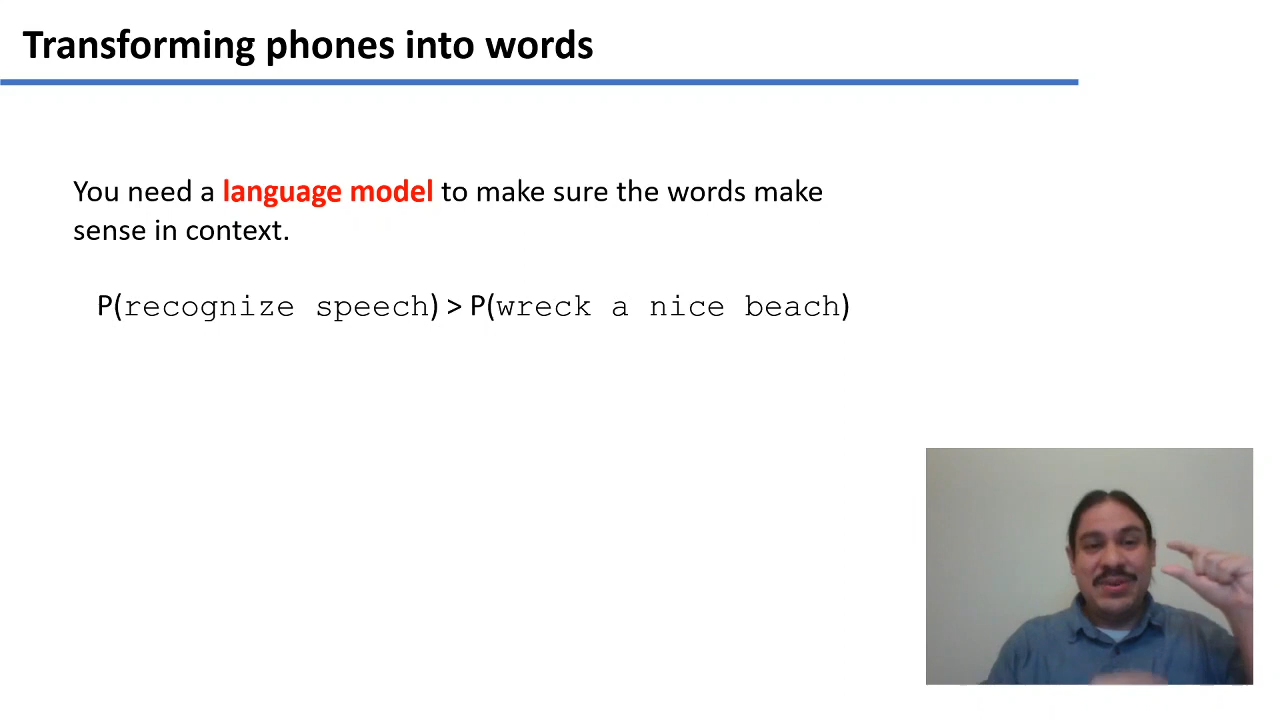 Transforming phones into words
You need a language model to make sure the words make
sense in context.
P(recognize speech) > P(wreck a nice beach)